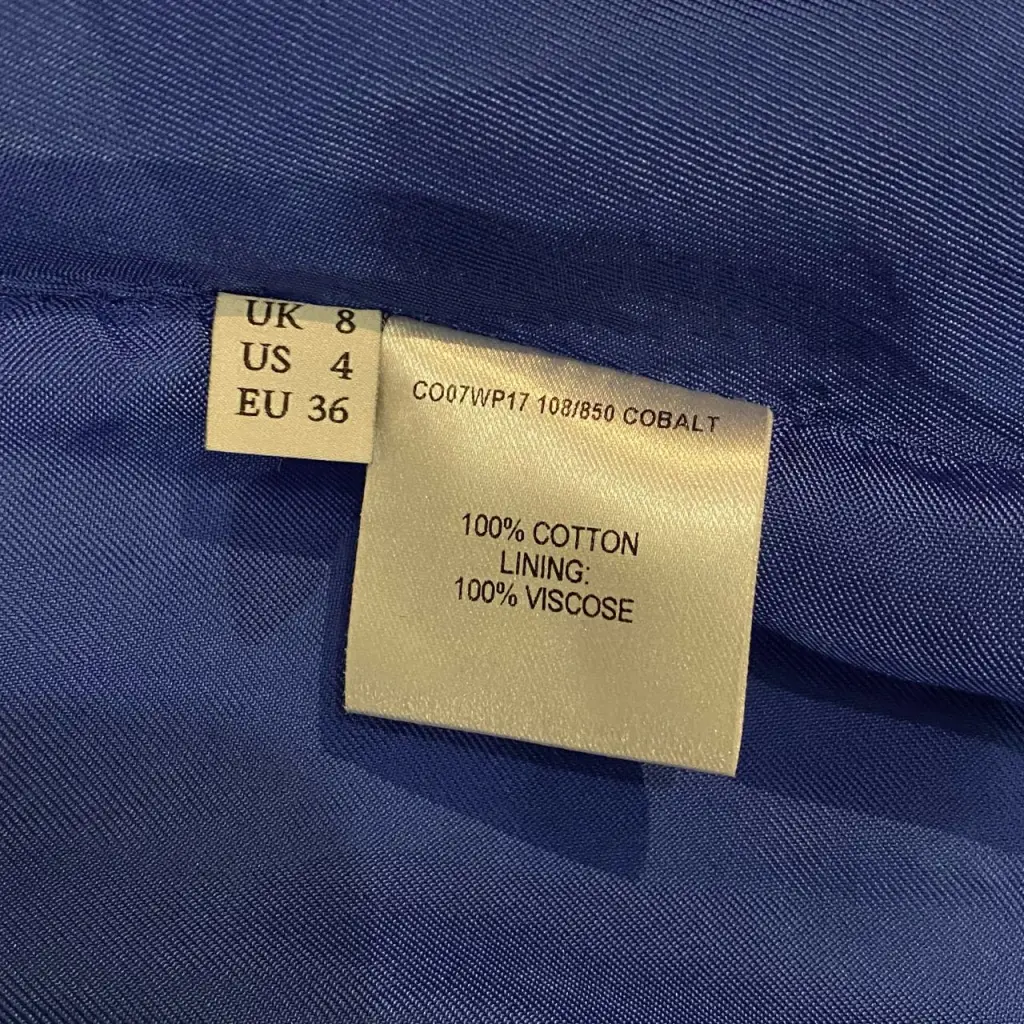 UK 8
US 4
EU 36
CO07WP17 108/850 COBALT
100% COTTON
LINING:
100% VISCOSE